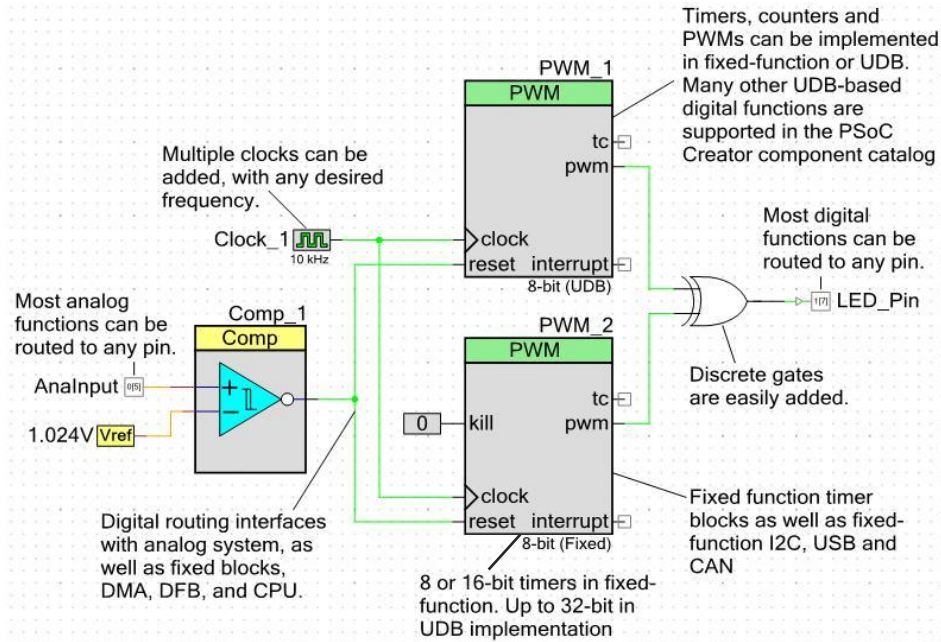 Timers, counters and
PWMs can be implemented
in fixed-function or UDB.
Many other UDB-based
digital functions are
supported in the PSoC
Creator component catalog
PWM_1
PWM
tc
pwm
clock
reset interrupt
8-bit (UDB)
Multiple clocks can be
added, with any desired
frequency.
Clock_1
10 kHz
Most digital
functions can be
routed to any pin.
1[7] LED_Pin
Most analog
functions can be
routed to any pin.
AnaInput 0[5]
1.024V Vref
Comp_1
Comp
+
−
PWM_2
PWM
tc
0 kill pwm
clock
reset interrupt
8-bit (Fixed)
Discrete gates
are easily added.
Digital routing interfaces
with analog system, as
well as fixed blocks,
DMA, DFB, and CPU.
Fixed function timer
blocks as well as fixed-
function I2C, USB and
CAN
8 or 16-bit timers in fixed-
function. Up to 32-bit in
UDB implementation